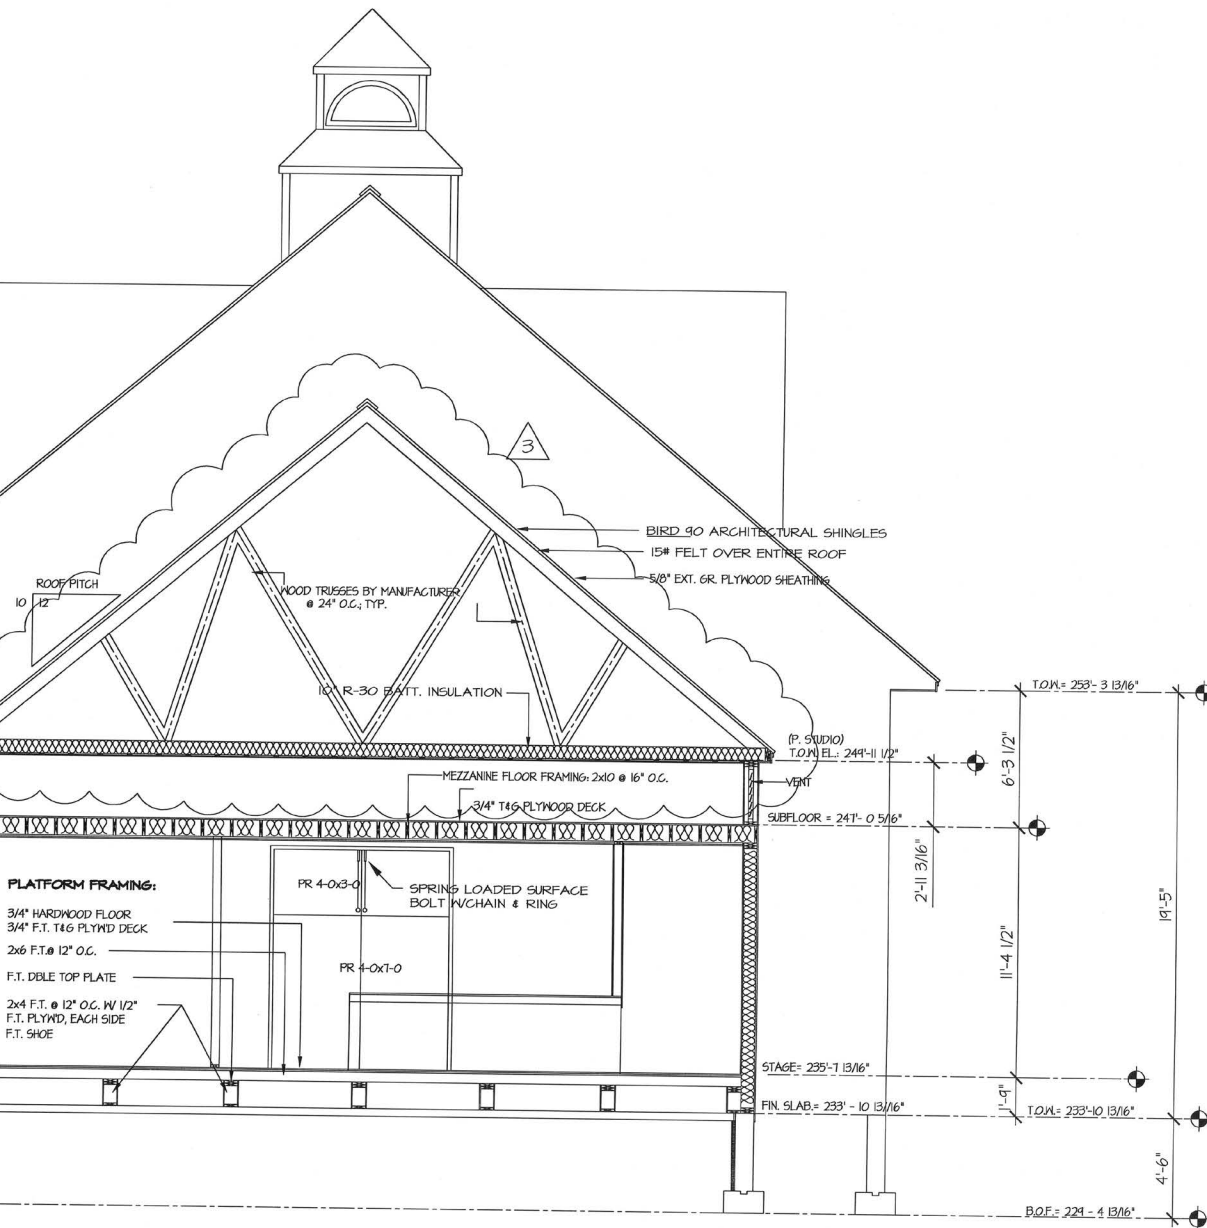 3
BIRD 90 ARCHITECTURAL SHINGLES
15# FELT OVER ENTIRE ROOF
5/8" EXT. GR. PLYWOOD SHEATHING
ROOF PITCH
10 12
WOOD TRUSSES BY MANUFACTURER
@ 24" O.C.; TYP.
10" R-30 BATT. INSULATION
T.O.W.= 253'- 3 13/16"
(P. STUDIO)
T.O.W. EL.: 249'-11 1/2"
6'-3 1/2"
MEZZANINE FLOOR FRAMING: 2x10 @ 16" O.C.
VENT
3/4" T&G PLYWOOD DECK
SUBFLOOR = 247'- 0 5/16"
2'-11 3/16"
PLATFORM FRAMING:
3/4" HARDWOOD FLOOR
3/4" F.T. T&G PLYW'D DECK
2x6 F.T.@ 12" O.C.
F.T. DBLE TOP PLATE
2x4 F.T. @ 12" O.C. W/ 1/2"
F.T. PLYW'D, EACH SIDE
F.T. SHOE
PR 4-0x3-0
SPRING LOADED SURFACE
BOLT W/CHAIN & RING
PR 4-0x7-0
19'-5"
11'-4 1/2"
STAGE= 235'-7 13/16"
FIN. SLAB.= 233' - 10 13/16"
1'-9"
T.O.W.= 233'-10 13/16"
4'-6"
B.O.F.= 229 - 4 13/16"